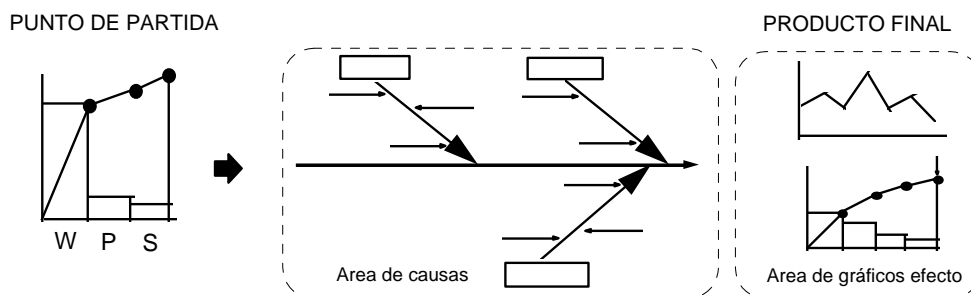 PUNTO DE PARTIDA
PRODUCTO FINAL
W P S
Area de causas
Area de gráficos efecto